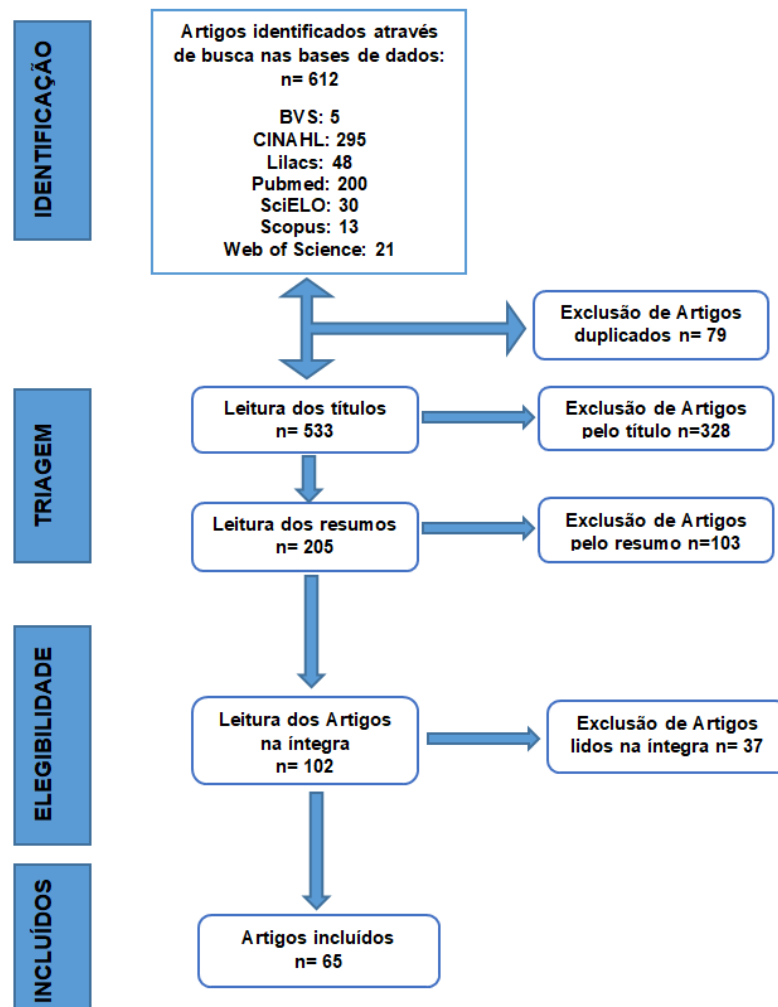 IDENTIFICAÇÃO
Artigos identificados através
de busca nas bases de dados:
n= 612
BVS: 5
CINAHL: 295
Lilacs: 48
Pubmed: 200
SciELO: 30
Scopus: 13
Web of Science: 21
Exclusão de Artigos
duplicados n= 79
TRIAGEM
Leitura dos títulos
n= 533
Exclusão de Artigos
pelo título n=328
Leitura dos resumos
n= 205
Exclusão de Artigos
pelo resumo n=103
ELEGIBILIDADE
Leitura dos Artigos
na íntegra
n= 102
Exclusão de Artigos
lidos na íntegra n= 37
INCLUÍDOS
Artigos incluídos
n= 65